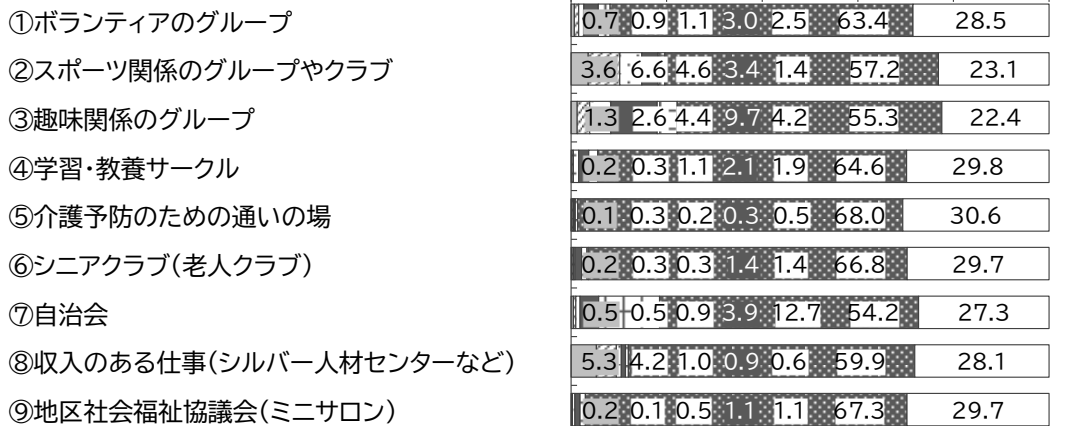 ①ボランティアのグループ 0.7 0.9 1.1 3.0 2.5 63.4 28.5
②スポーツ関係のグループやクラブ 3.6 6.6 4.6 3.4 1.4 57.2 23.1
③趣味関係のグループ 1.3 2.6 4.4 9.7 4.2 55.3 22.4
④学習・教養サークル 0.2 0.3 1.1 2.1 1.9 64.6 29.8
⑤介護予防のための通いの場 0.1 0.3 0.2 0.3 0.5 68.0 30.6
⑥シニアクラブ(老人クラブ) 0.2 0.3 0.3 1.4 1.4 66.8 29.7
⑦自治会 0.5 0.5 0.9 3.9 12.7 54.2 27.3
⑧収入のある仕事(シルバー人材センターなど) 5.3 4.2 1.0 0.9 0.6 59.9 28.1
⑨地区社会福祉協議会(ミニサロン) 0.2 0.1 0.5 1.1 1.1 67.3 29.7